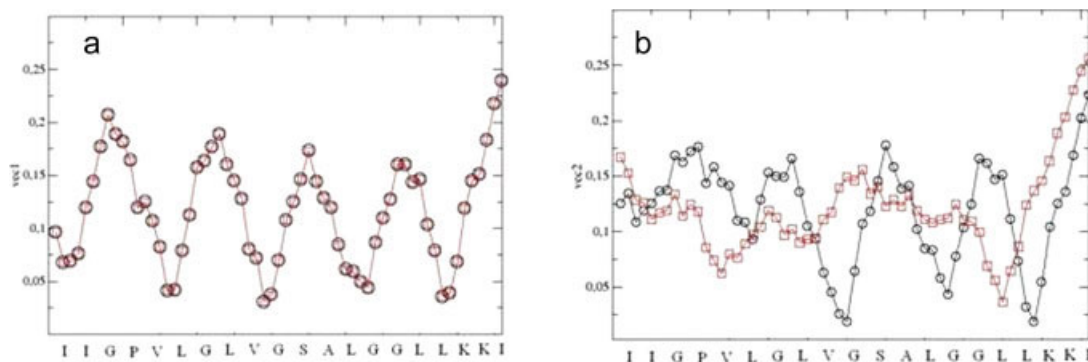 a
0,25
0,2
0,15
0,1
0,05
vec1
I I G P V L G L V G S A L G G L L K K I
b
0,25
0,2
0,15
0,1
0,05
vec2
I I G P V L G L V G S A L G G L L K K